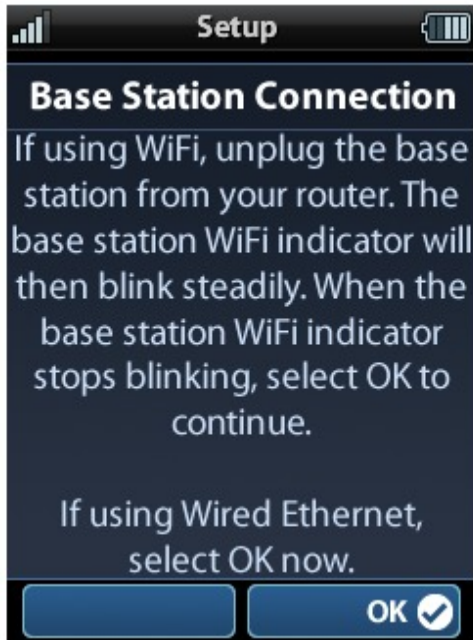 Setup
Base Station Connection
If using WiFi, unplug the base
station from your router. The
base station WiFi indicator will
then blink steadily. When the
base station WiFi indicator
stops blinking, select OK to
continue.
If using Wired Ethernet,
select OK now.
OK